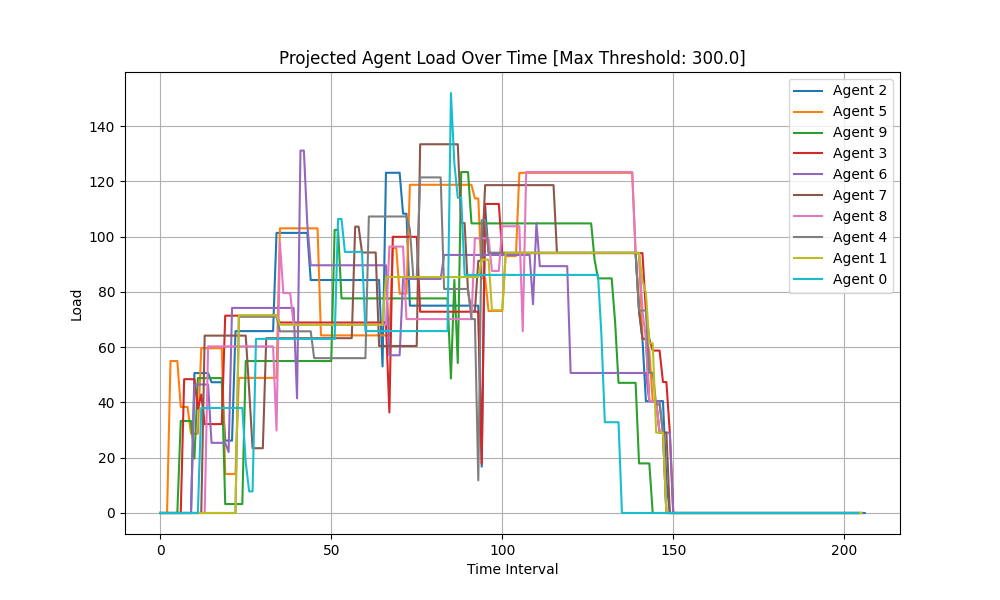 Projected Agent Load Over Time [Max Threshold: 300.0]
Load
140
120
100
80
60
40
20
0
0 50 100 150 200
Time Interval
Agent 2
Agent 5
Agent 9
Agent 3
Agent 6
Agent 7
Agent 8
Agent 4
Agent 1
Agent 0